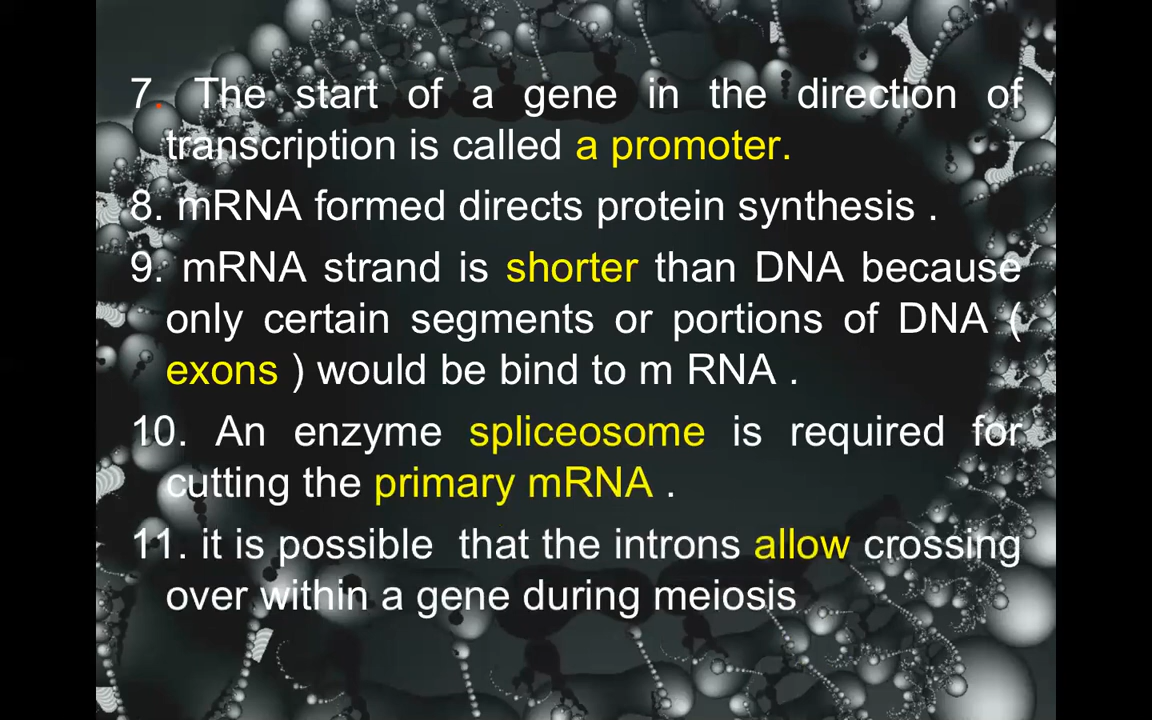 7. The start of a gene in the direction of
transcription is called a promoter.
8. mRNA formed directs protein synthesis .
9. mRNA strand is shorter than DNA because
only certain segments or portions of DNA (
exons ) would be bind to m RNA .
10. An enzyme spliceosome is required for
cutting the primary mRNA .
11. it is possible that the introns allow crossing
over within a gene during meiosis